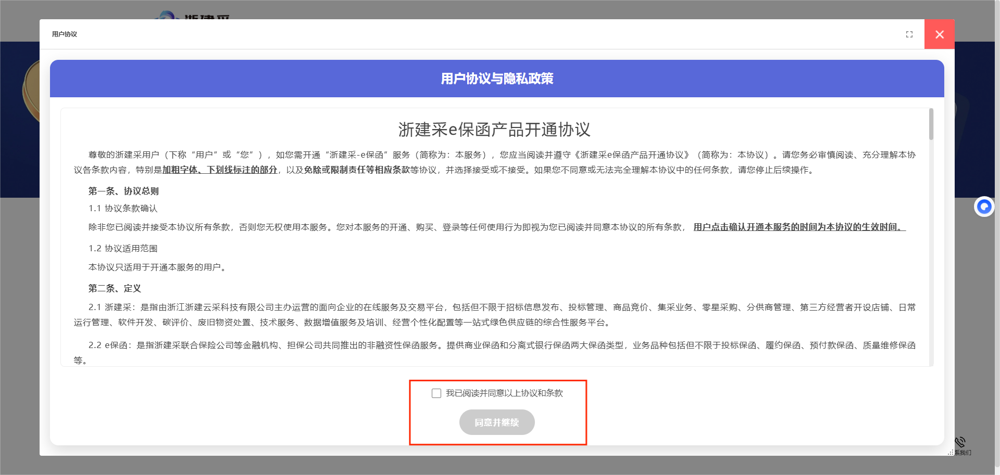 浙建采
用户协议
用户协议与隐私政策
浙建采e保函产品开通协议
尊敬的浙建采用户（下称“用户”或“您”），如您需开通“浙建采-e保函”服务（简称为：本服务），您应当阅读并遵守《浙建采e保函产品开通协议》（简称为：本协议）。请您务必审慎阅读、充分理解本协
议各条款内容，特别是加粗字体、下划线标注的部分，以及免除或限制责任等相应条款等协议，并选择接受或不接受。如果您不同意或无法完全理解本协议中的任何条款，请您停止后续操作。
第一条、协议总则
1.1 协议条款确认
除非您已阅读并接受本协议所有条款，否则您无权使用本服务。您对本服务的开通、购买、登录等任何使用行为即视为您已阅读并同意本协议的所有条款， 用户点击确认开通本服务的时间为本协议的生效时间。
1.2 协议适用范围
本协议只适用于开通本服务的用户。
第二条、定义
2.1 浙建采：是指由浙江浙建云采科技有限公司主办运营的面向企业的在线服务及交易平台，包括但不限于招标信息发布、投标管理、商品竞价、集采业务、零星采购、分供商管理、第三方经营者开设店铺、日常
运行管理、软件开发、碳评价、废旧物资处置、技术服务、数据增值服务及培训、经营个性化配置等一站式绿色供应链的综合性服务平台。
2.2 e保函：是指浙建采联合保险公司等金融机构、担保公司共同推出的非融资性保函服务。提供商业保函和分离式银行保函两大保函类型，业务品种包括但不限于投标保函、履约保函、预付款保函、质量维修保函
等。
我已阅读并同意以上协议和条款
同意并继续
系我们